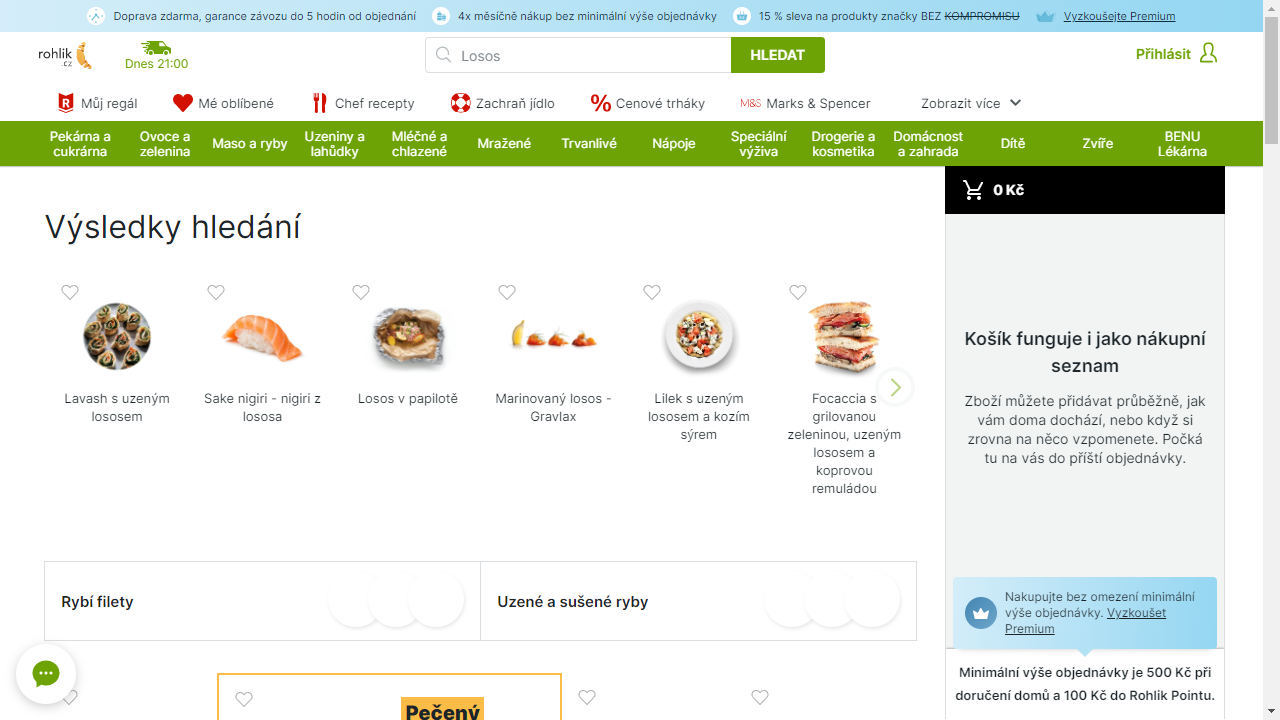 Doprava zdarma, garance závozu do 5 hodin od objednání
4x měsíčně nákup bez minimální výše objednávky
15 % sleva na produkty značky BEZ KOMPROMISU
Vyzkoušejte Premium
rohlik
.cz
Dnes 21:00
Losos
HLEDAT
Přihlásit
Můj regál
Mé oblíbené
Chef recepty
Zachraň jídlo
Cenové trháky
M&S Marks & Spencer
Zobrazit více
Pekárna a
cukrárna
Ovoce a
zelenina
Maso a ryby
Uzeniny a
lahůdky
Mléčné a
chlazené
Mražené
Trvanlivé
Nápoje
Speciální
výživa
Drogerie a
kosmetika
Domácnost
a zahrada
Dítě
Zvíře
BENU
Lékárna
0 Kč
Výsledky hledání
Lavash s uzeným
lososem
Sake nigiri - nigiri z
lososa
Losos v papilotě
Marinovaný losos -
Gravlax
Lilek s uzeným
lososem a kozím
sýrem
Focaccia s
grilovanou
zeleninou, uzeným
lososem a
koprovou
remuládou
Košík funguje i jako nákupní
seznam
Zboží můžete přidávat průběžně, jak
vám doma dochází, nebo když si
zrovna na něco vzpomenete. Počká
tu na vás do příští objednávky.
Rybí filety
Uzené a sušené ryby
Nakupujte bez omezení minimální
výše objednávky. Vyzkoušet
Premium
Minimální výše objednávky je 500 Kč při
doručení domů a 100 Kč do Rohlik Pointu.
Pečený